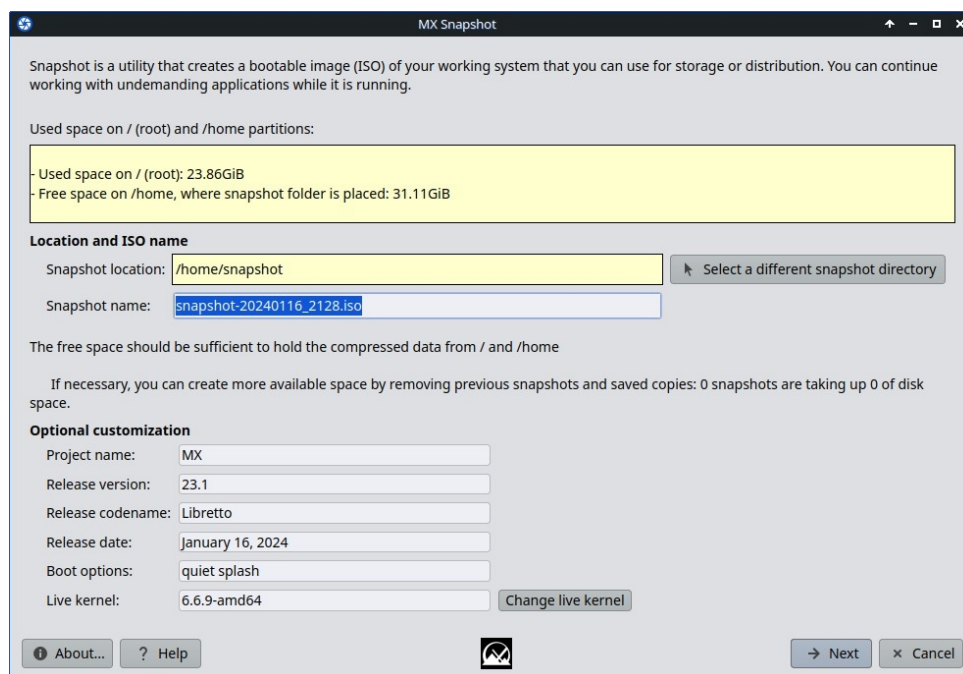 MX Snapshot
Snapshot is a utility that creates a bootable image (ISO) of your working system that you can use for storage or distribution. You can continue
working with undemanding applications while it is running.
Used space on / (root) and /home partitions:
- Used space on / (root): 23.86GiB
- Free space on /home, where snapshot folder is placed: 31.11GiB
Location and ISO name
Snapshot location: /home/snapshot Select a different snapshot directory
Snapshot name: snapshot-20240116_2128.iso
The free space should be sufficient to hold the compressed data from / and /home
If necessary, you can create more available space by removing previous snapshots and saved copies: 0 snapshots are taking up 0 of disk
space.
Optional customization
Project name: MX
Release version: 23.1
Release codename: Libretto
Release date: January 16, 2024
Boot options: quiet splash
Live kernel: 6.6.9-amd64 Change live kernel
About... ? Help Next Cancel